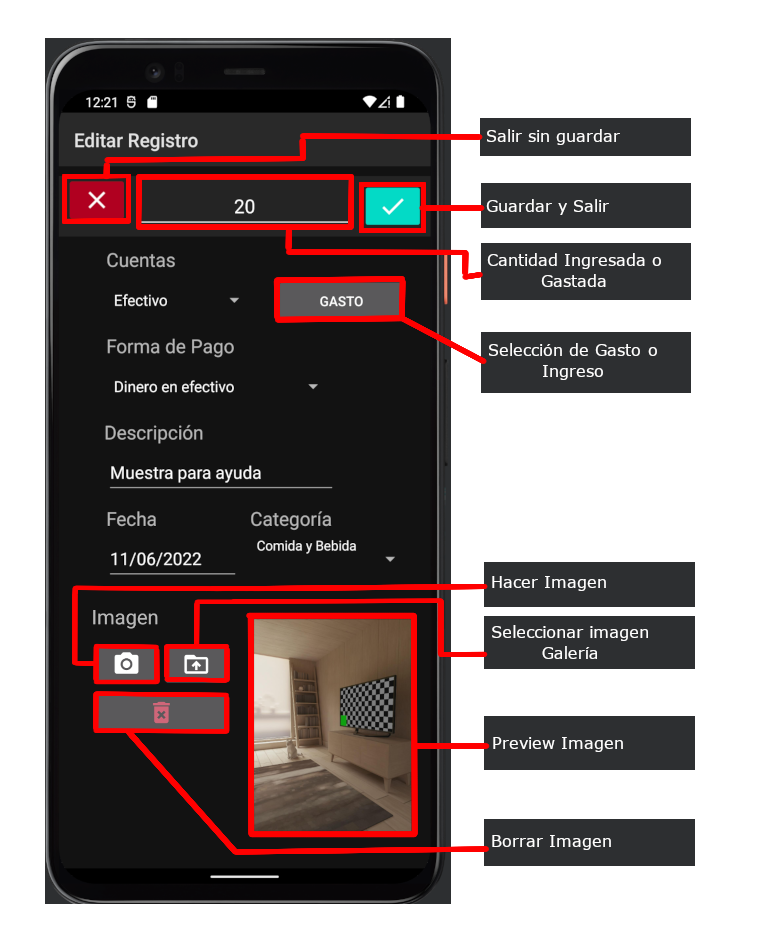 12:21
Editar Registro
Salir sin guardar
20
Guardar y Salir
Cuentas
Cantidad Ingresada o
Gastada
Efectivo
GASTO
Forma de Pago
Selección de Gasto o
Ingreso
Dinero en efectivo
Descripción
Muestra para ayuda
Fecha
Categoría
11/06/2022
Comida y Bebida
Hacer Imagen
Imagen
Seleccionar imagen
Galería
Preview Imagen
Borrar Imagen